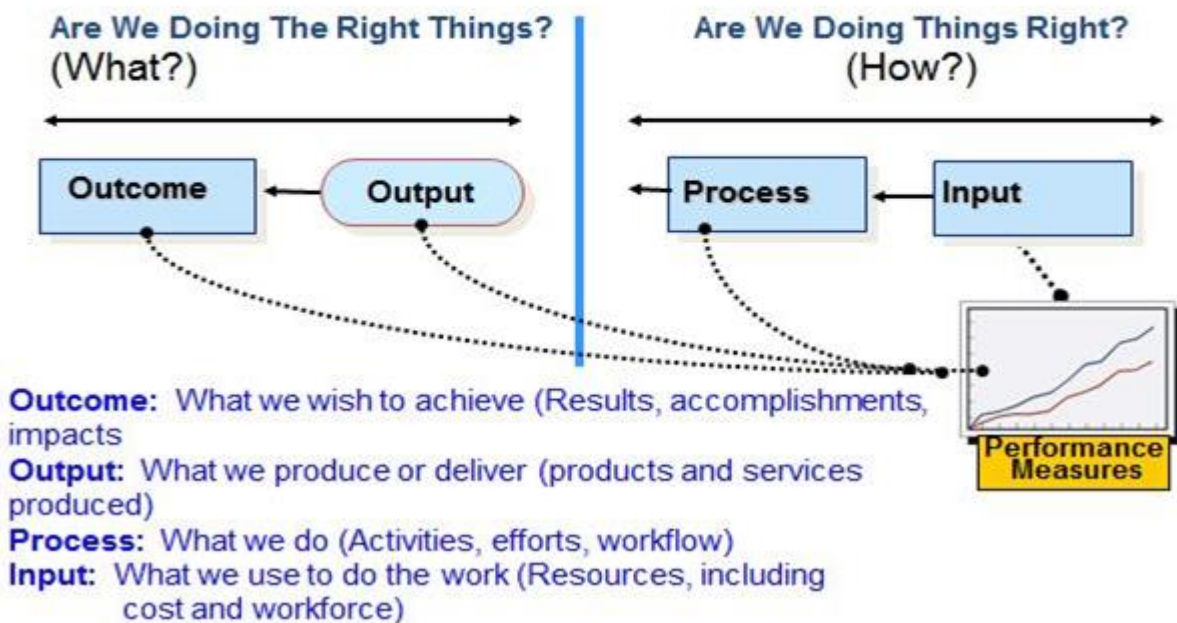 Are We Doing The Right Things?
(What?)
Are We Doing Things Right?
(How?)
Outcome
Output
Process
Input
Performance
Measures
Outcome: What we wish to achieve (Results, accomplishments,
impacts
Output: What we produce or deliver (products and services
produced)
Process: What we do (Activities, efforts, workflow)
Input: What we use to do the work (Resources, including
cost and workforce)